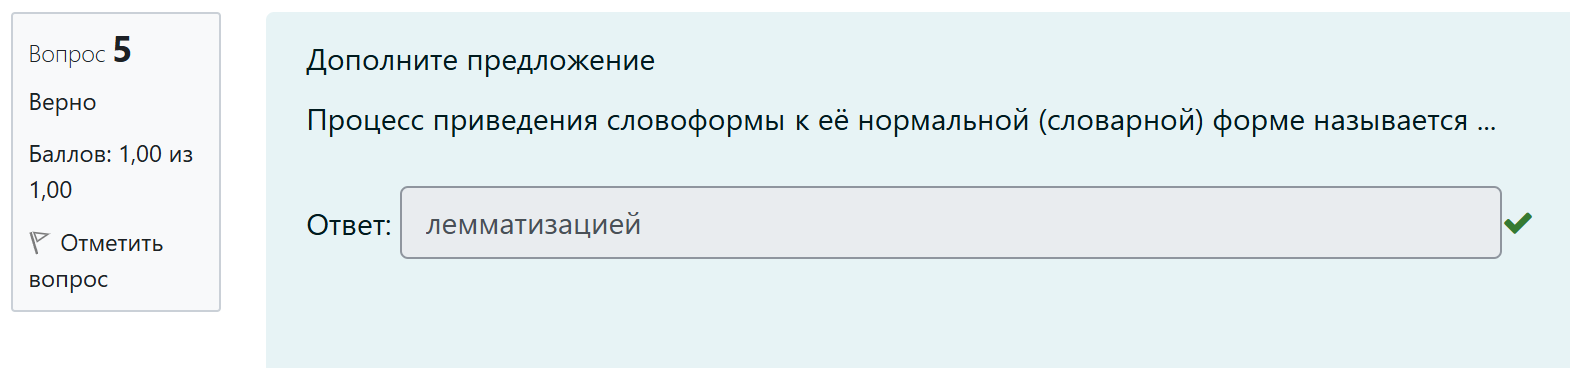 Вопрос 5
Верно
Баллов: 1,00 из
1,00
Отметить
вопрос
Дополните предложение
Процесс приведения словоформы к её нормальной (словарной) форме называется ...
Ответ: лемматизацией